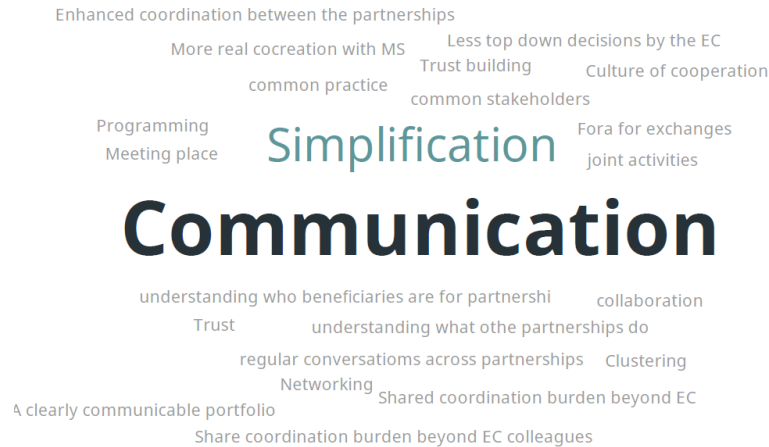 Enhanced coordination between the partnerships
Less top down decisions by the EC
More real cocreation with MS
Trust building
Culture of cooperation
common practice
common stakeholders
Programming
Simplification
Fora for exchanges
Meeting place
joint activities
Communication
understanding who beneficiaries are for partnershi
collaboration
Trust
understanding what othe partnerships do
regular conversatioms across partnerships
Clustering
Networking
Shared coordination burden beyond EC
A clearly communicable portfolio
Share coordination burden beyond EC colleagues